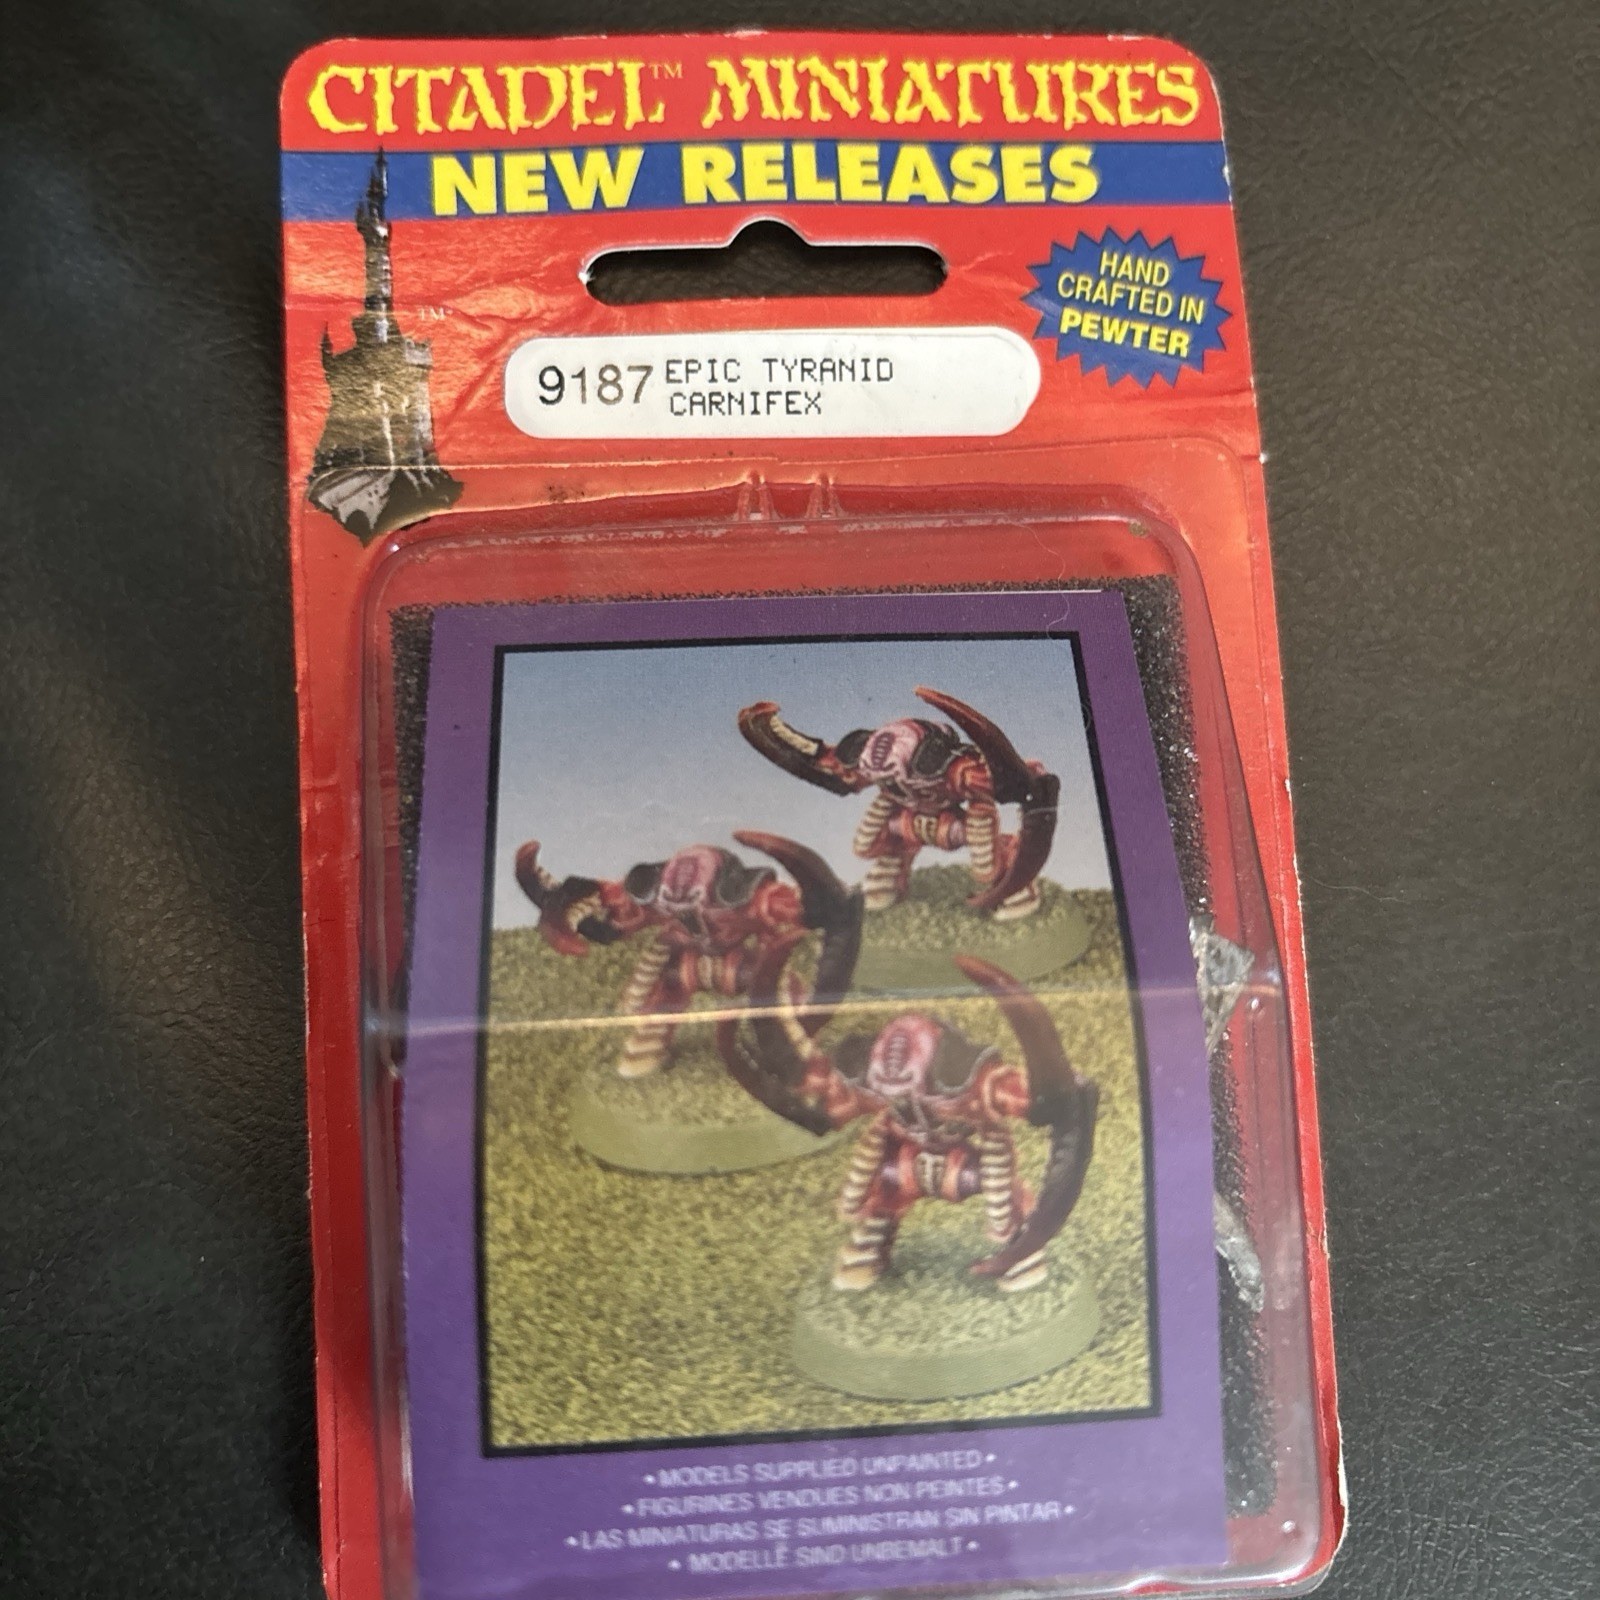 CITADEL™ MINIATURES
NEW RELEASES
HAND
CRAFTED IN
PEWTER
TM
9187 EPIC TYRANID
CARNIFEX
• MODELS SUPPLIED UNPAINTED •
• FIGURINES VENDUES NON PEINTES •
• LAS MINIATURAS SE SUMINISTRAN SIN PINTAR •
• MODELLE SIND UNBEMALT •